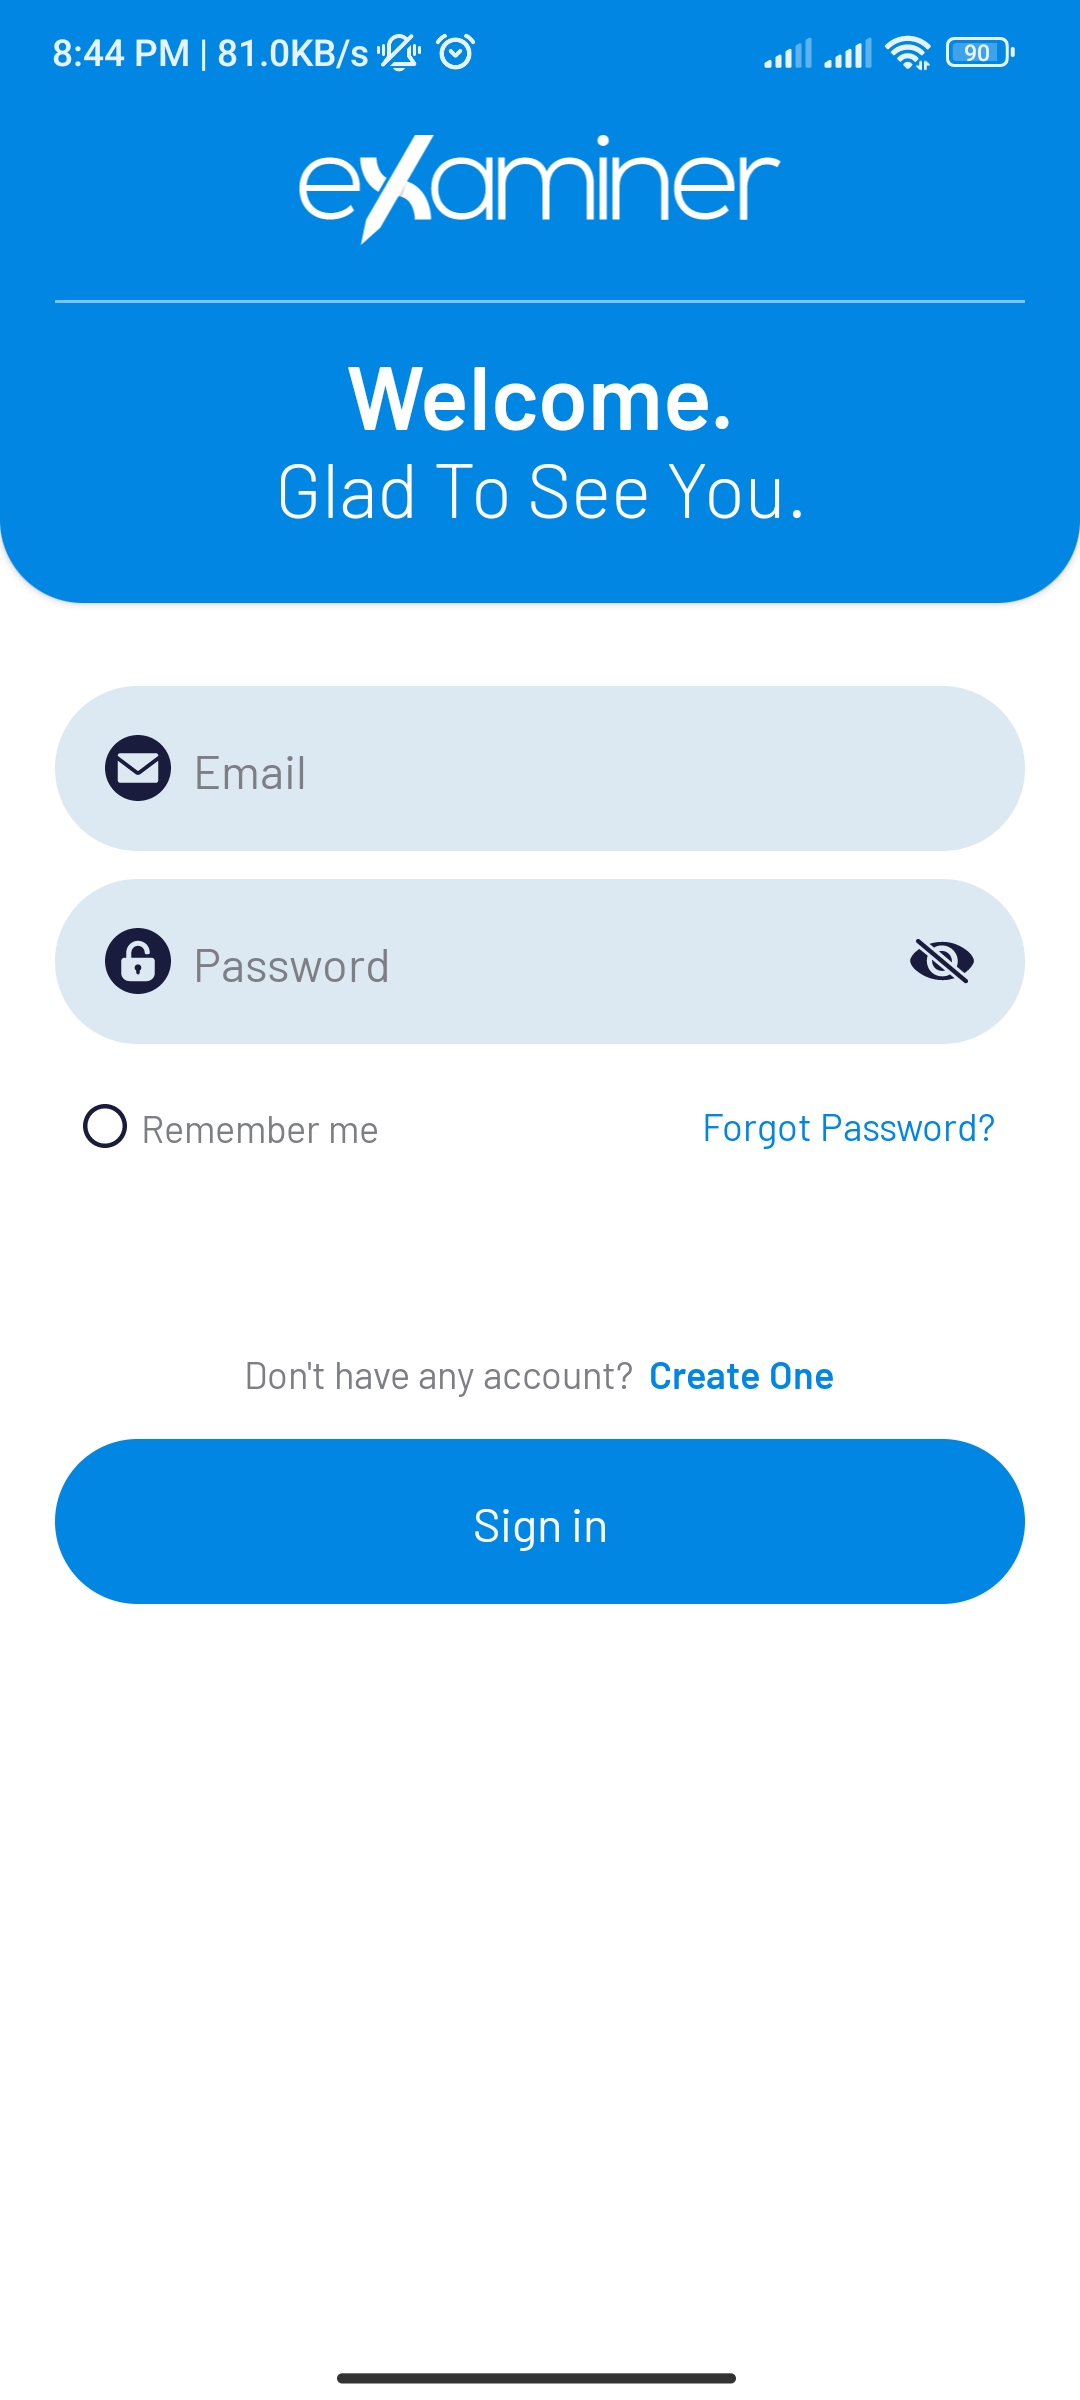 8:44 PM | 81.0KB/s
90
examiner
Welcome.
Glad To See You.
Email
Password
Remember me
Forgot Password?
Don't have any account? Create One
Sign in